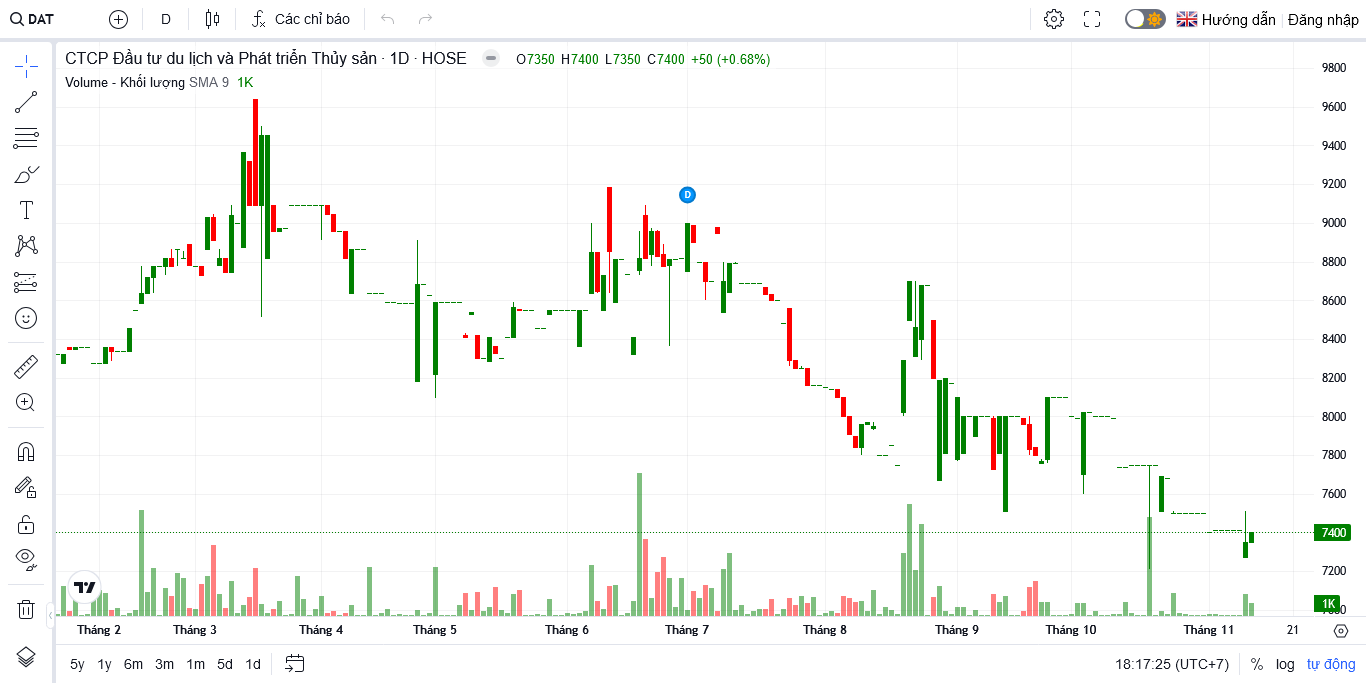 DAT D Các chỉ báo Hướng dẫn Đăng nhập
CTCP Đầu tư du lịch và Phát triển Thủy sản · 1D · HOSE O7350 H7400 L7350 C7400 +50 (+0.68%)
Volume - Khối lượng SMA 9 1K
9800
9600
9400
9200
D
9000
8800
8600
8400
8200
8000
7800
7600
7400
7200
1K
Tháng 2 Tháng 3 Tháng 4 Tháng 5 Tháng 6 Tháng 7 Tháng 8 Tháng 9 Tháng 10 Tháng 11 21
5y 1y 6m 3m 1m 5d 1d 18:17:25 (UTC+7) % log tự động